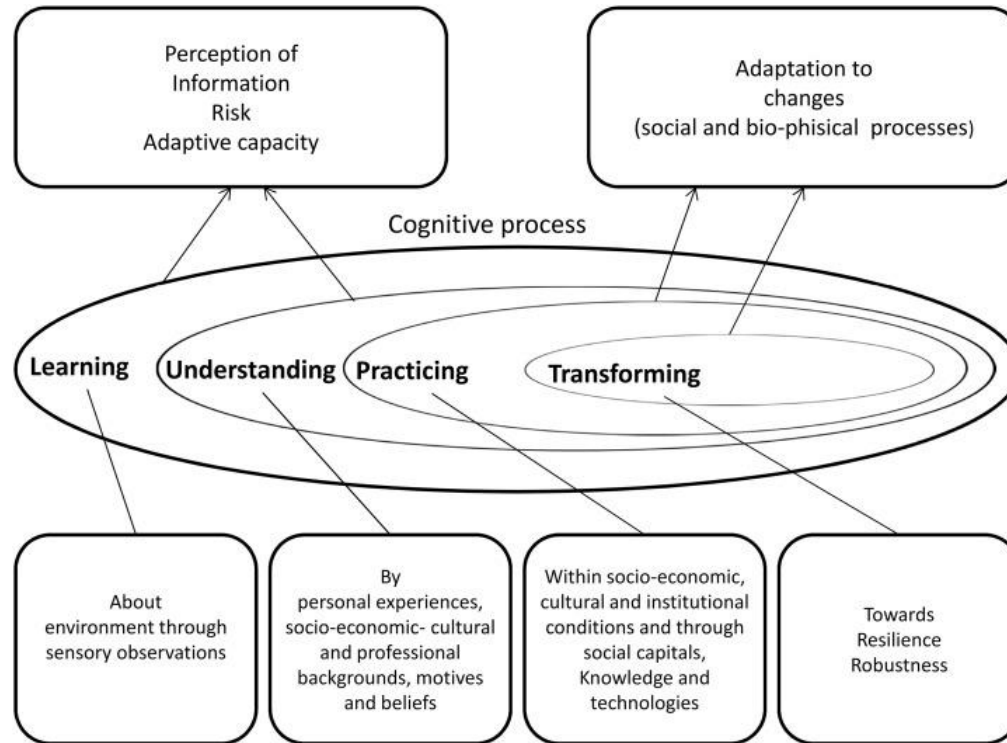 Perception of
Information
Risk
Adaptive capacity
Adaptation to
changes
(social and bio-phisical processes)
Cognitive process
Learning
Understanding
Practicing
Transforming
About
environment through
sensory observations
By
personal experiences,
socio-economic- cultural
and professional
backgrounds, motives
and beliefs
Within socio-economic,
cultural and institutional
conditions and through
social capitals,
Knowledge and
technologies
Towards
Resilience
Robustness